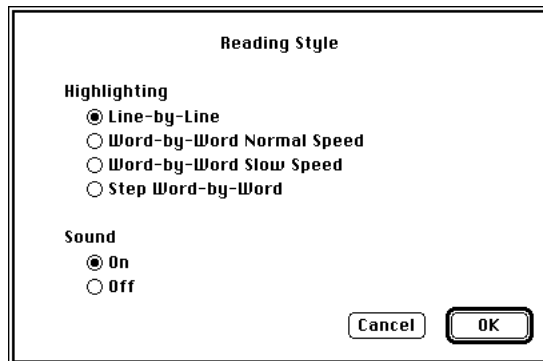 Reading Style
Highlighting
Line-by-Line
Word-by-Word Normal Speed
Word-by-Word Slow Speed
Step Word-by-Word
Sound
On
Off
Cancel OK